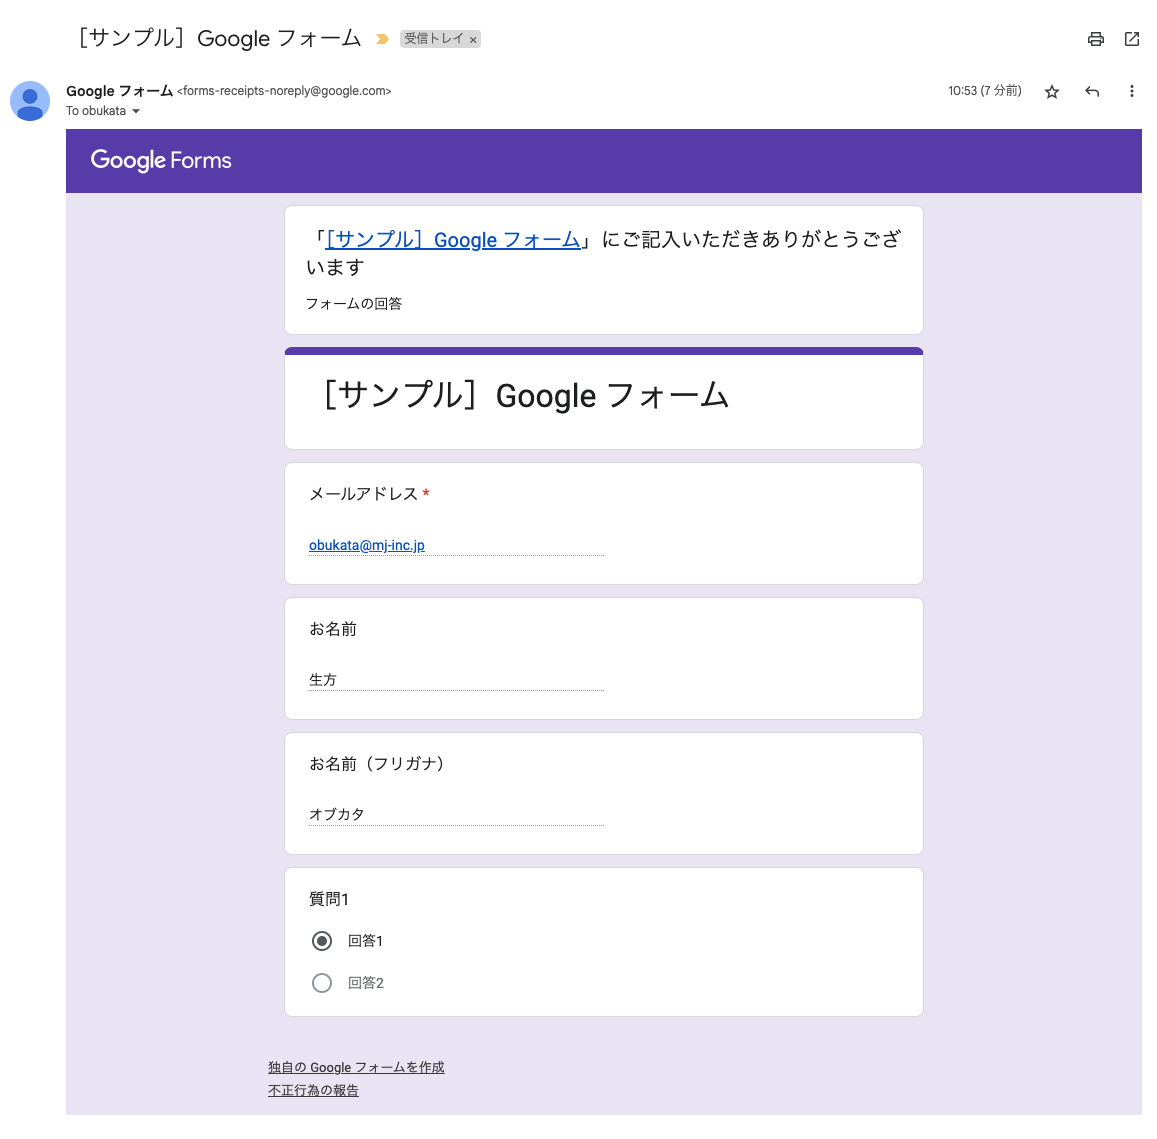 ［サンプル］Google フォーム
受信トレイ ×
Google フォーム <forms-receipts-noreply@google.com>
10:53 (7 分前)
To obukata
Google Forms
「［サンプル］Google フォーム」にご記入いただきありがとうござ
います
フォームの回答
［サンプル］Google フォーム
メールアドレス *
obukata@mj-inc.jp
お名前
生方
お名前（フリガナ）
オブカタ
質問1
回答1
回答2
独自の Google フォームを作成
不正行為の報告